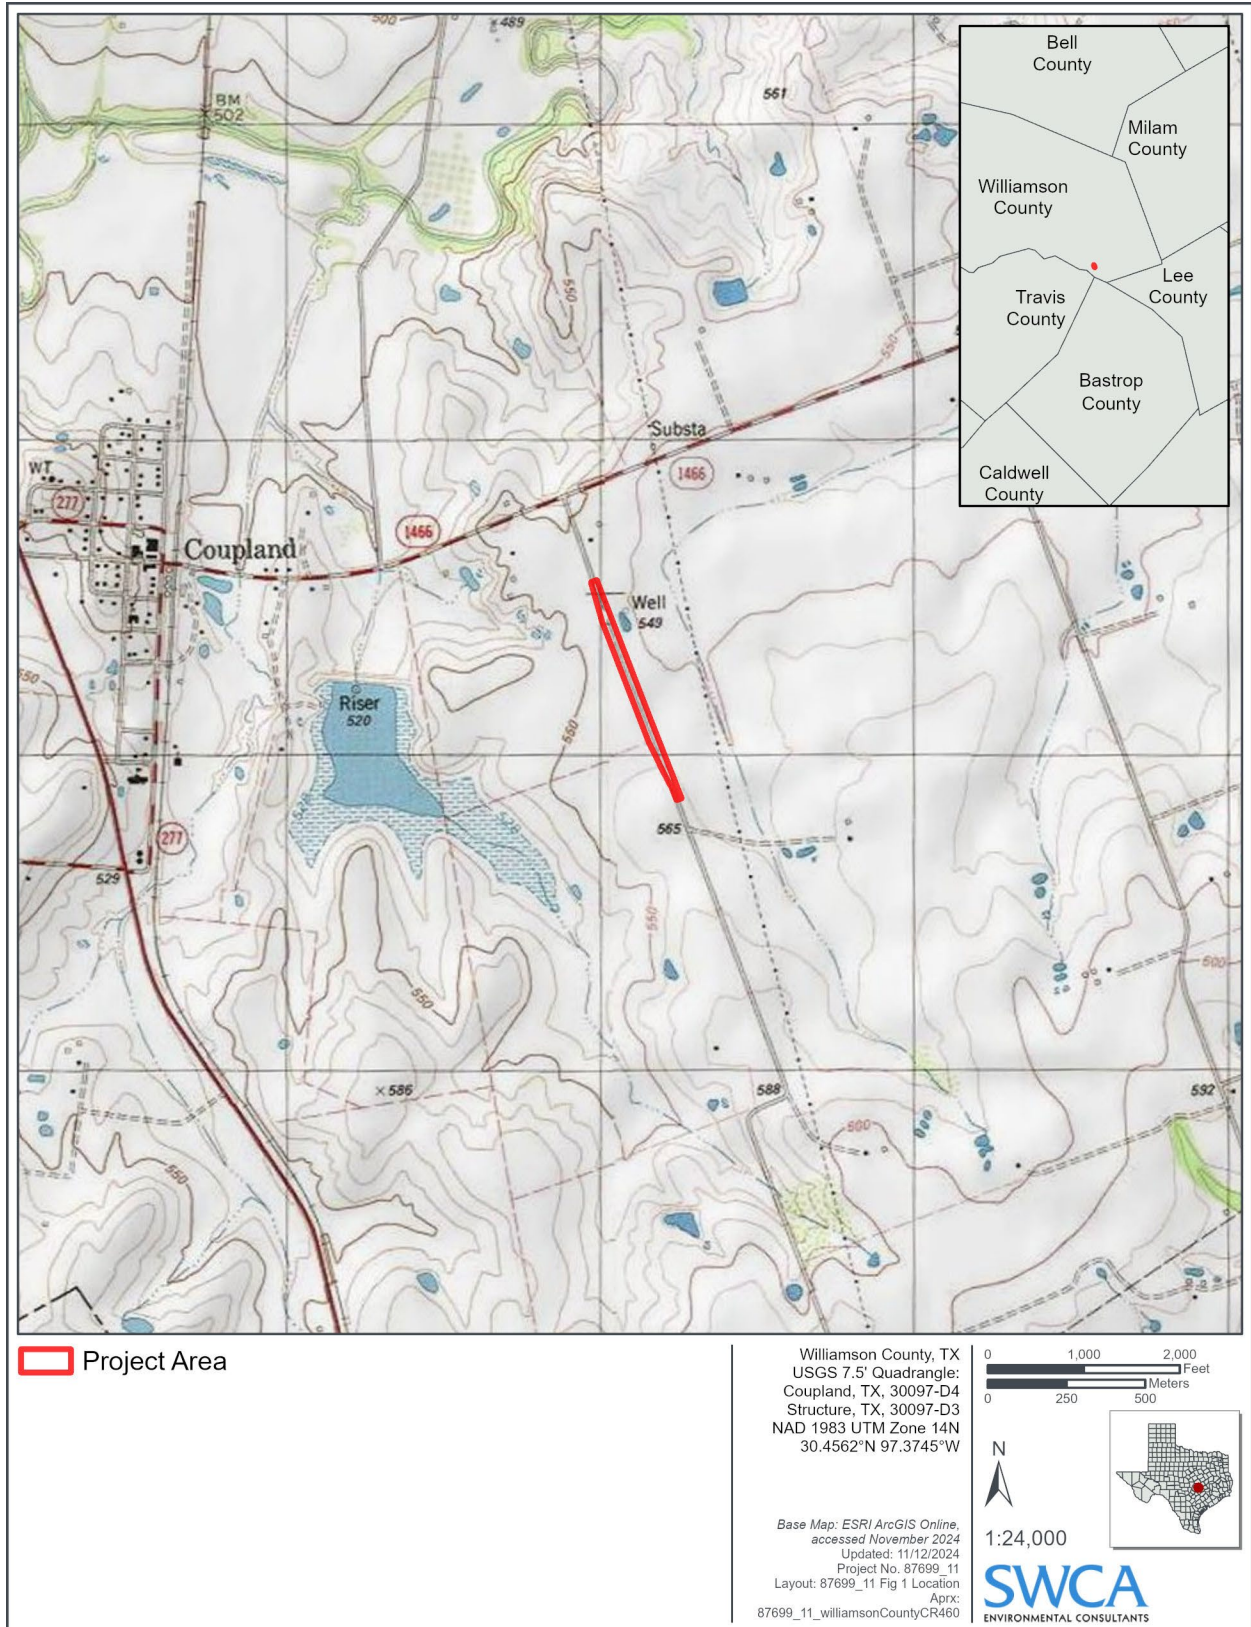 500
489
BM
502
561
Bell
County
Milam
County
Williamson
County
Lee
County
Travis
County
Bastrop
County
Caldwell
County
550
550
Substa
1466
WT
277
1466
Coupland
Well
549
550
Riser
520
550
528
528
565
277
529
550
550
600
586
588
592
600
550
Project Area
Williamson County, TX
USGS 7.5' Quadrangle:
Coupland, TX, 30097-D4
Structure, TX, 30097-D3
NAD 1983 UTM Zone 14N
30.4562°N 97.3745°W
Base Map: ESRI ArcGIS Online,
accessed November 2024
Updated: 11/12/2024
Project No. 87699_11
Layout: 87699_11 Fig 1 Location
Aprx:
87699_11_williamsonCountyCR460
0 1,000 2,000
Feet
Meters
0 250 500
N
1:24,000
SWCA
ENVIRONMENTAL CONSULTANTS